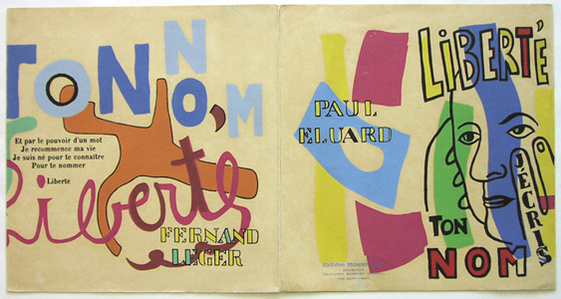 TON NOM
Et par le pouvoir d'un mot
Je recommence ma vie
Je suis né pour te connaître
Pour te nommer
Liberté
Liberté
FERNAND
LEGER
PAUL
ELUARD
LIBERTÉ
J'ÉCRIS
TON
NOM